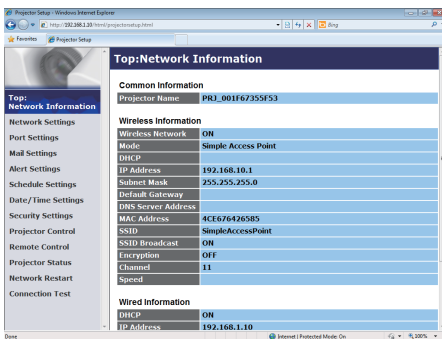 Projector Setup - Windows Internet Explorer
http://192.168.1.10/html/projectorsetup.html
Bing
Favorites
Projector Setup
Top:Network Information
Top:
Network Information
Network Settings
Port Settings
Mail Settings
Alert Settings
Schedule Settings
Date/Time Settings
Security Settings
Projector Control
Remote Control
Projector Status
Network Restart
Connection Test
Common Information
Projector Name PRJ_001F67355F53
Wireless Information
Wireless Network ON
Mode Simple Access Point
DHCP
IP Address 192.168.10.1
Subnet Mask 255.255.255.0
Default Gateway
DNS Server Address
MAC Address 4CE676426585
SSID SimpleAccessPoint
SSID Broadcast ON
Encryption OFF
Channel 11
Speed
Wired Information
DHCP ON
IP Address 192.168.1.10
Done
Internet | Protected Mode: On
100%